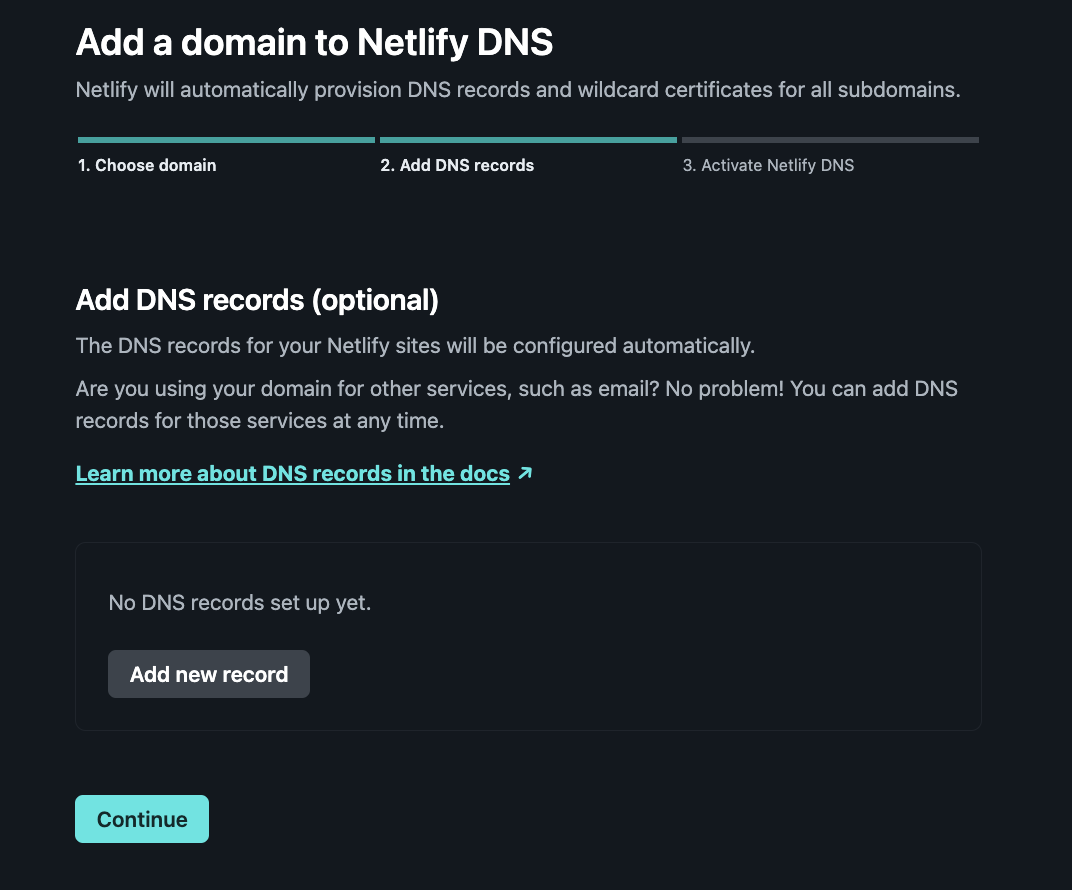 Add a domain to Netlify DNS
Netlify will automatically provision DNS records and wildcard certificates for all subdomains.
1. Choose domain
2. Add DNS records
3. Activate Netlify DNS
Add DNS records (optional)
The DNS records for your Netlify sites will be configured automatically.
Are you using your domain for other services, such as email? No problem! You can add DNS
records for those services at any time.
Learn more about DNS records in the docs ↗
No DNS records set up yet.
Add new record
Continue